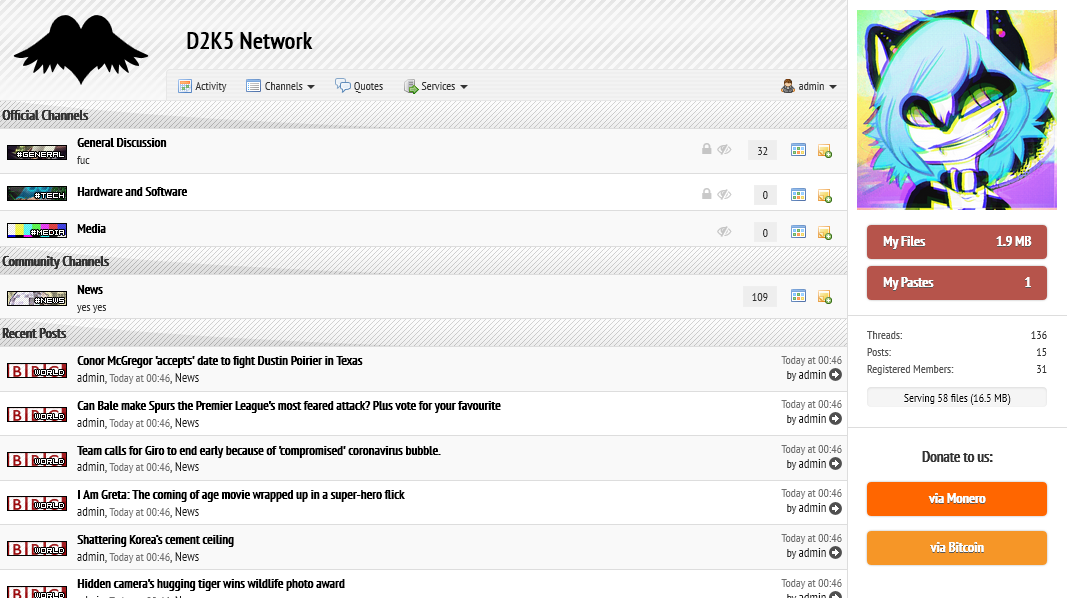 D2K5 Network
Activity
Channels
Quotes
Services
admin
Official Channels
#GENERAL
General Discussion
fuc
32
#TECH
Hardware and Software
0
#MEDIA
Media
0
Community Channels
#NEWS
News
yes yes
109
Recent Posts
BBC WORLD
Conor McGregor 'accepts' date to fight Dustin Poirier in Texas
admin, Today at 00:46, News
Today at 00:46
by admin
BBC WORLD
Can Bale make Spurs the Premier League's most feared attack? Plus vote for your favourite
admin, Today at 00:46, News
Today at 00:46
by admin
BBC WORLD
Team calls for Giro to end early because of 'compromised' coronavirus bubble.
admin, Today at 00:46, News
Today at 00:46
by admin
BBC WORLD
I Am Greta: The coming of age movie wrapped up in a super-hero flick
admin, Today at 00:46, News
Today at 00:46
by admin
BBC WORLD
Shattering Korea's cement ceiling
admin, Today at 00:46, News
Today at 00:46
by admin
BBC WORLD
Hidden camera's hugging tiger wins wildlife photo award
admin, Today at 00:46, News
Today at 00:46
by admin
My Files 1.9 MB
My Pastes 1
Threads: 136
Posts: 15
Registered Members: 31
Serving 58 files (16.5 MB)
Donate to us:
via Monero
via Bitcoin